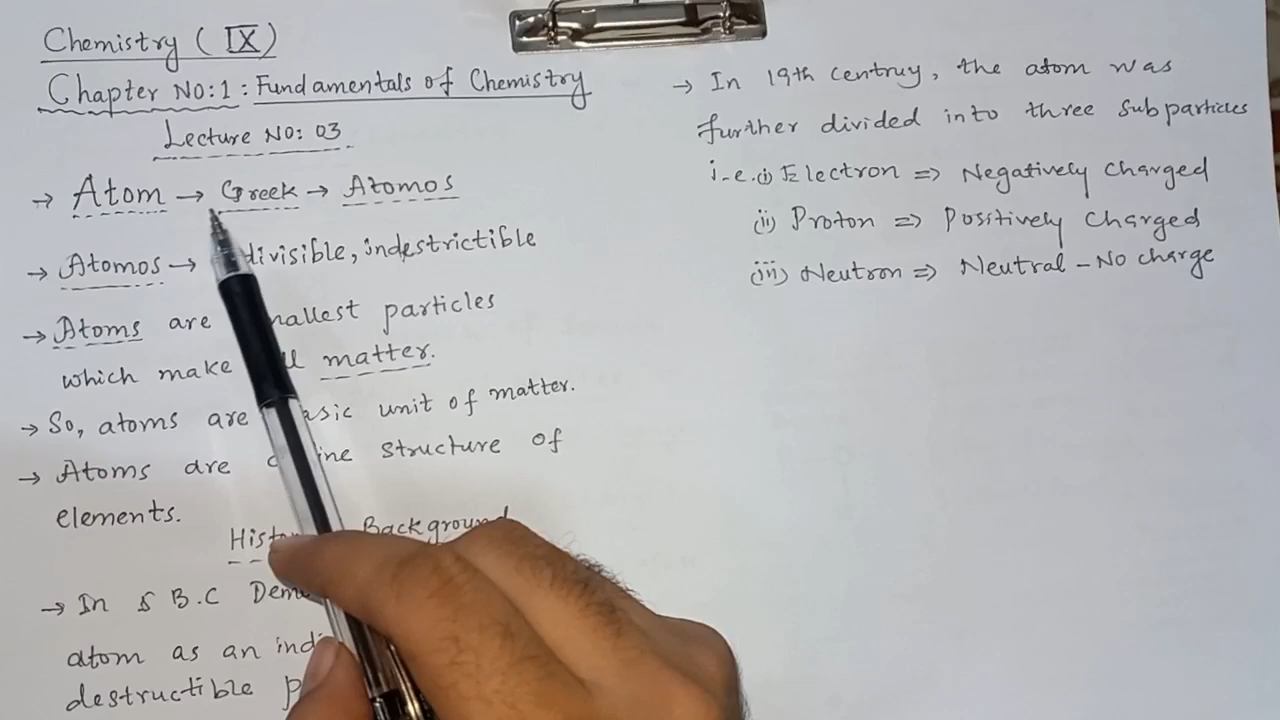 Chemistry (IX)
Chapter No:1: Fundamentals of Chemistry
Lecture No: 03
→ Atom → Greek → Atomos
→ Atomos → divisible, indestrictible
→ Atoms are smallest particles
which make matter.
→ So, atoms are basic unit of matter.
→ Atoms are structure of
elements.
Background
→ In 5 B.C
atom as an
destructible
→ In 19th Centruy, the atom was
further divided into three subparticles
i.e.(i) Electron => Negatively Charged
(ii) Proton => Positively Charged
(iii) Neutron => Neutral - No charge